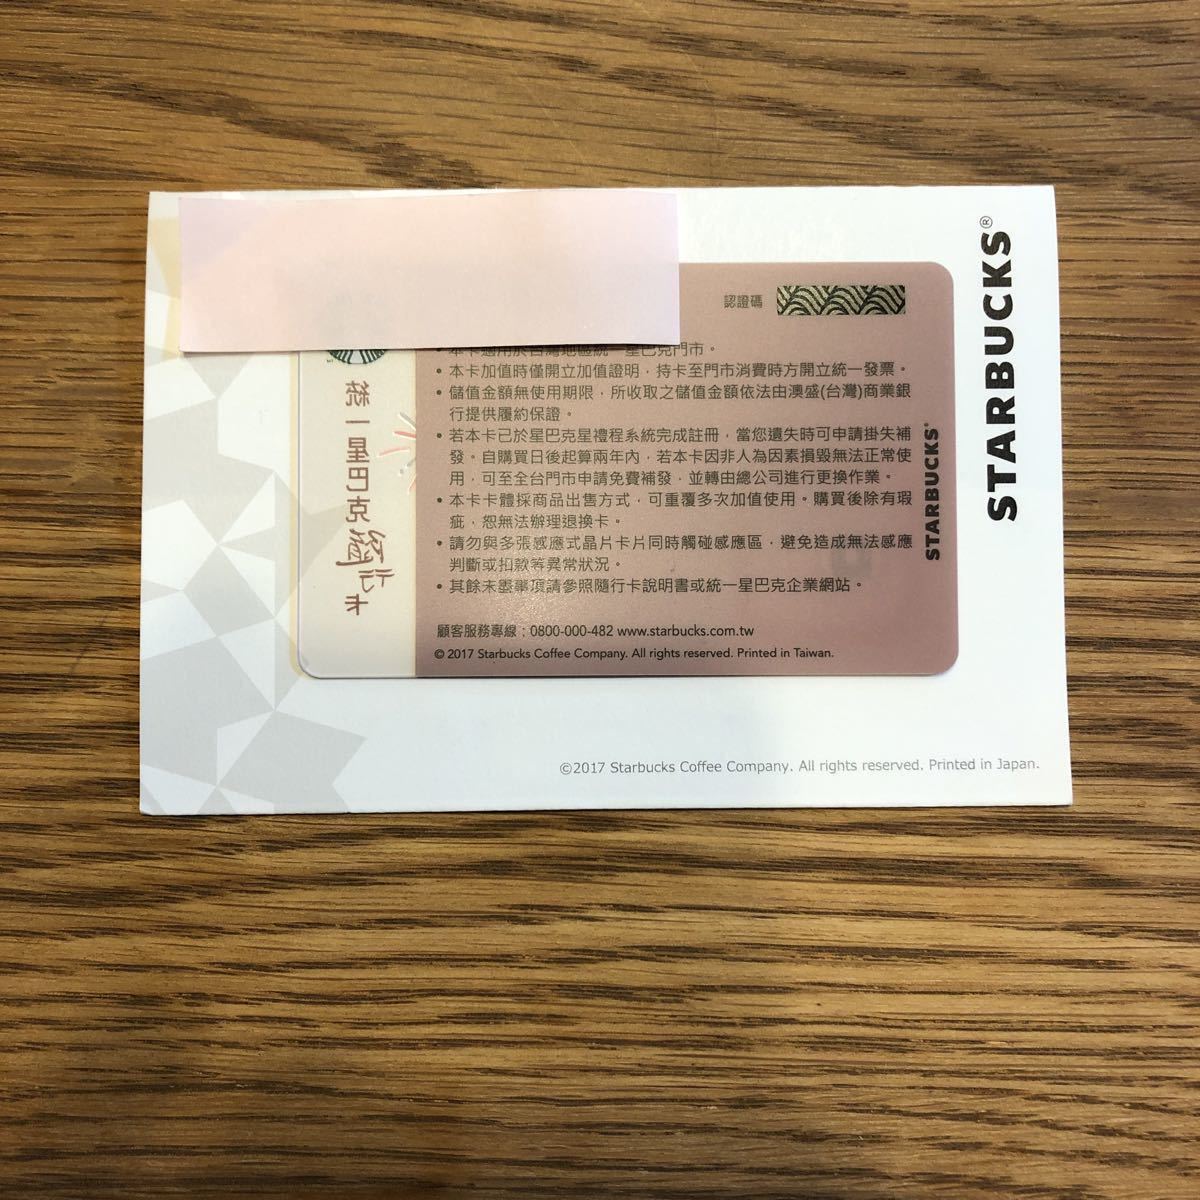 認證碼
• 本卡適用於台灣地區統一星巴克門市。
• 本卡加值時僅開立加值證明，持卡至門市消費時方開立統一發票。
• 儲值金額無使用期限，所收取之儲值金額依法由澳盛(台灣)商業銀
行提供履約保證。
• 若本卡已於星巴克星禮程系統完成註冊，當您遺失時可申請掛失補
發。自購買日後起算兩年內，若本卡因非人為因素損毀無法正常使
用，可至全台門市申請免費補發，並轉由總公司進行更換作業。
• 本卡卡體採商品出售方式，可重覆多次加值使用。購買後除有瑕
疵，恕無法辦理退換卡。
• 請勿與多張感應式晶片卡片同時觸碰感應區，避免造成無法感應
判斷或扣款等異常狀況。
• 其餘未盡事項請參照隨行卡說明書或統一星巴克企業網站。
顧客服務專線：0800-000-482 www.starbucks.com.tw
© 2017 Starbucks Coffee Company. All rights reserved. Printed in Taiwan.
統一星巴克隨行卡
STARBUCKS®
STARBUCKS®
©2017 Starbucks Coffee Company. All rights reserved. Printed in Japan.